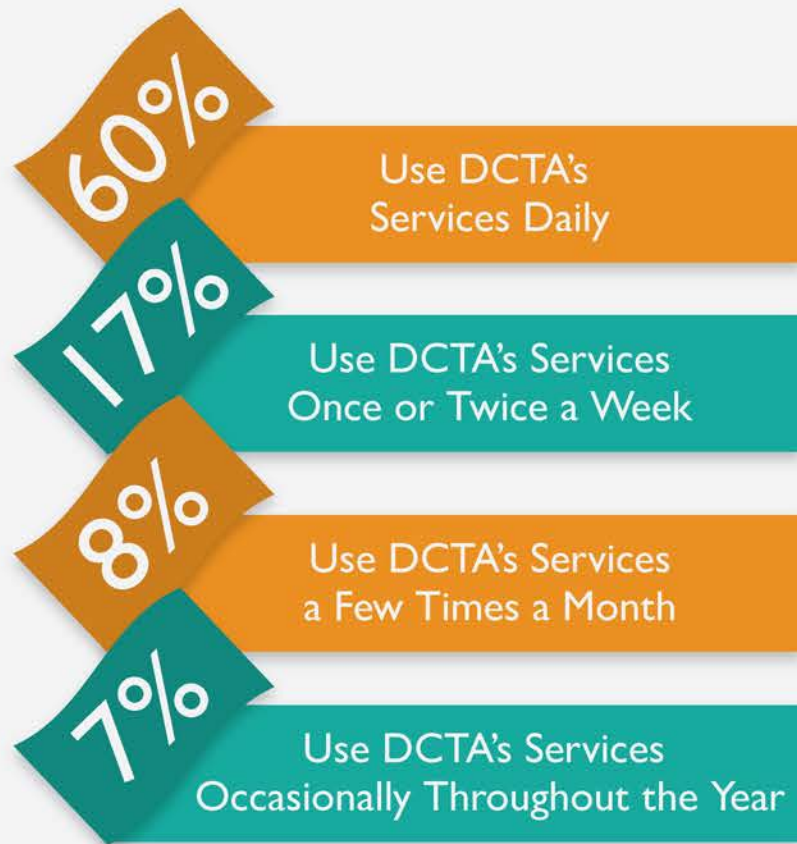 60%
Use DCTA's
Services Daily
17%
Use DCTA's Services
Once or Twice a Week
8%
Use DCTA's Services
a Few Times a Month
7%
Use DCTA's Services
Occasionally Throughout the Year